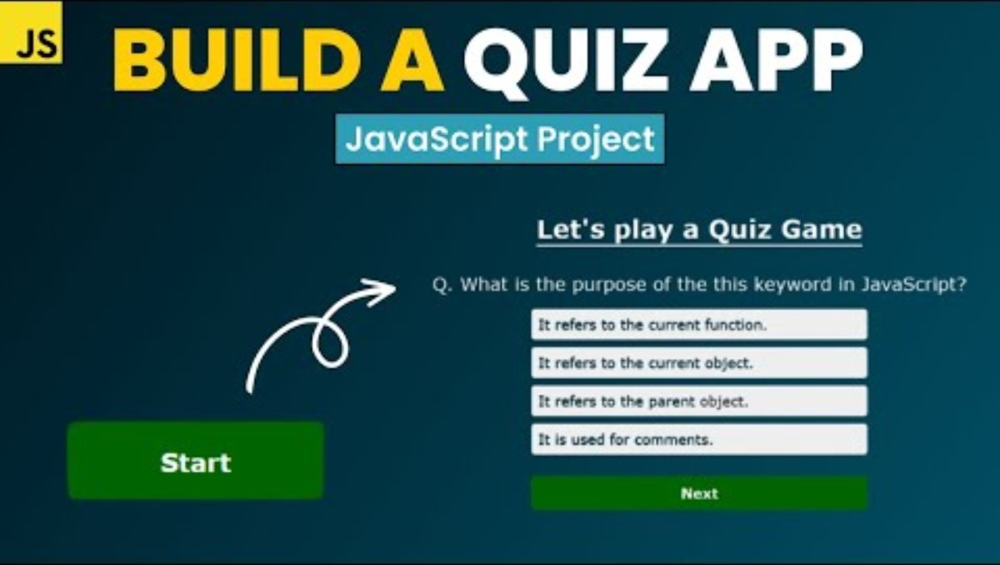 JS
BUILD A QUIZ APP
JavaScript Project
Let's play a Quiz Game
Q. What is the purpose of the this keyword in JavaScript?
It refers to the current function.
It refers to the current object.
It refers to the parent object.
It is used for comments.
Start
Next